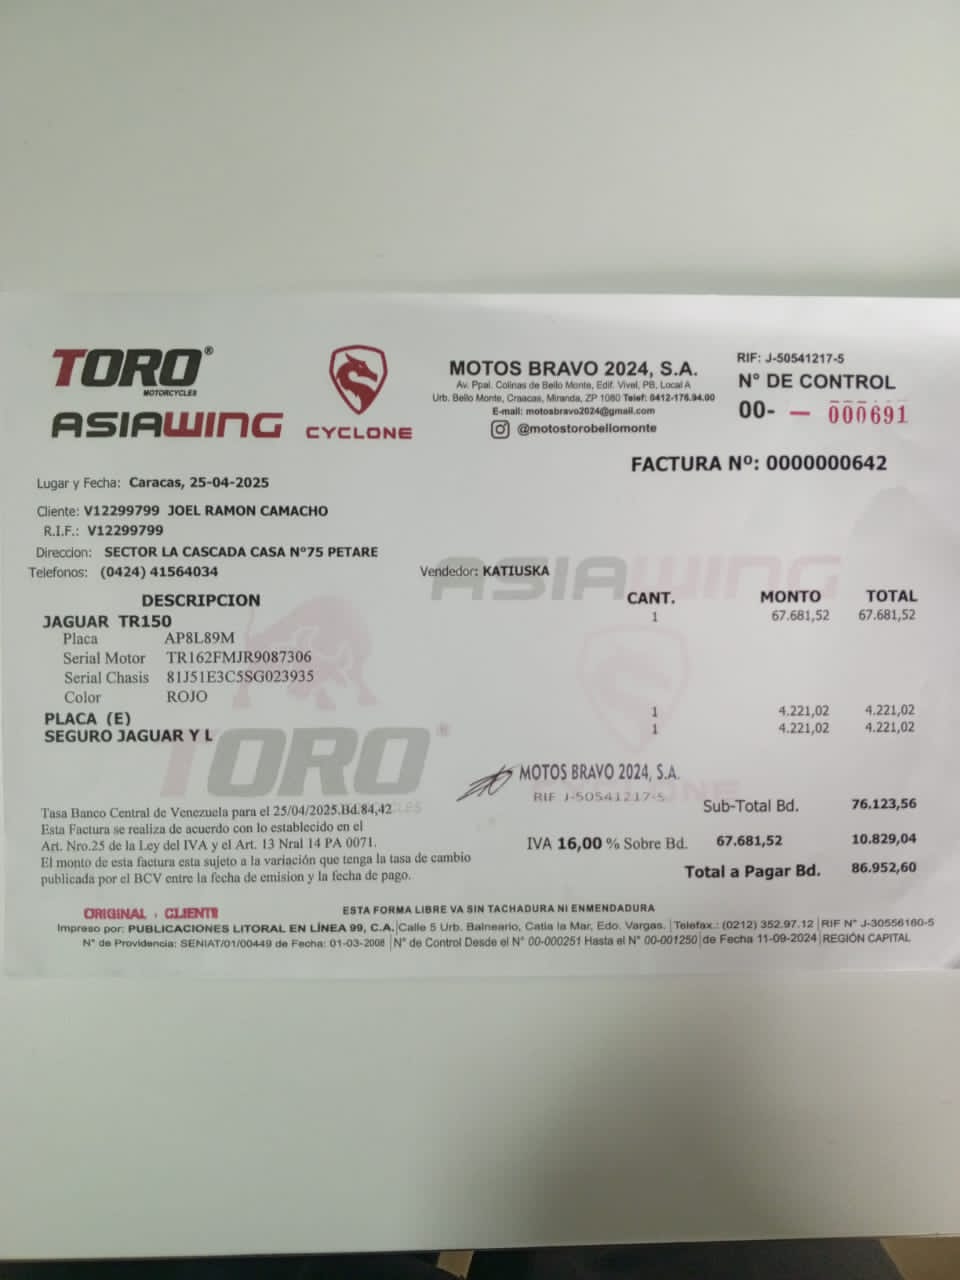 TORO®
MOTORCYCLES
ASIAWING
CYCLONE
MOTOS BRAVO 2024, S.A.
Av. Ppal. Colinas de Bello Monte, Edif. Vivel, PB, Local A
Urb. Bello Monte, Craacas, Miranda, ZP 1080 Telef: 0412-176.94.00
E-mail: motosbravo2024@gmail.com
@motostorobellomonte
RIF: J-50541217-5
N° DE CONTROL
00- — 000691
FACTURA Nº: 0000000642
Lugar y Fecha: Caracas, 25-04-2025
Cliente: V12299799 JOEL RAMON CAMACHO
R.I.F.: V12299799
Direccion: SECTOR LA CASCADA CASA Nº75 PETARE
Telefonos: (0424) 41564034 Vendedor: KATIUSKA
ASIAWING
DESCRIPCION CANT. MONTO TOTAL
JAGUAR TR150 1 67.681,52 67.681,52
Placa AP8L89M
Serial Motor TR162FMJR9087306
Serial Chasis 81J51E3C5SG023935
Color ROJO
PLACA (E) 1 4.221,02 4.221,02
SEGURO JAGUAR Y L 1 4.221,02 4.221,02
TORO®
MOTOS BRAVO 2024, S.A.
RIF J-50541217-5
Sub-Total Bd. 76.123,56
Tasa Banco Central de Venezuela para el 25/04/2025.Bd.84,42
Esta Factura se realiza de acuerdo con lo establecido en el
Art. Nro.25 de la Ley del IVA y el Art. 13 Nral 14 PA 0071.
El monto de esta factura esta sujeto a la variación que tenga la tasa de cambio
publicada por el BCV entre la fecha de emision y la fecha de pago.
IVA 16,00 % Sobre Bd. 67.681,52 10.829,04
Total a Pagar Bd. 86.952,60
ORIGINAL : CLIENTE
ESTA FORMA LIBRE VA SIN TACHADURA NI ENMENDADURA
Impreso por: PUBLICACIONES LITORAL EN LÍNEA 99, C.A. Calle 5 Urb. Balneario, Catia la Mar, Edo. Vargas. Telefax.: (0212) 352.97.12 RIF N° J-30556160-5
N° de Providencia: SENIAT/01/00449 de Fecha: 01-03-2008 N° de Control Desde el N° 00-000251 Hasta el N° 00-001250 de Fecha 11-09-2024 REGIÓN CAPITAL